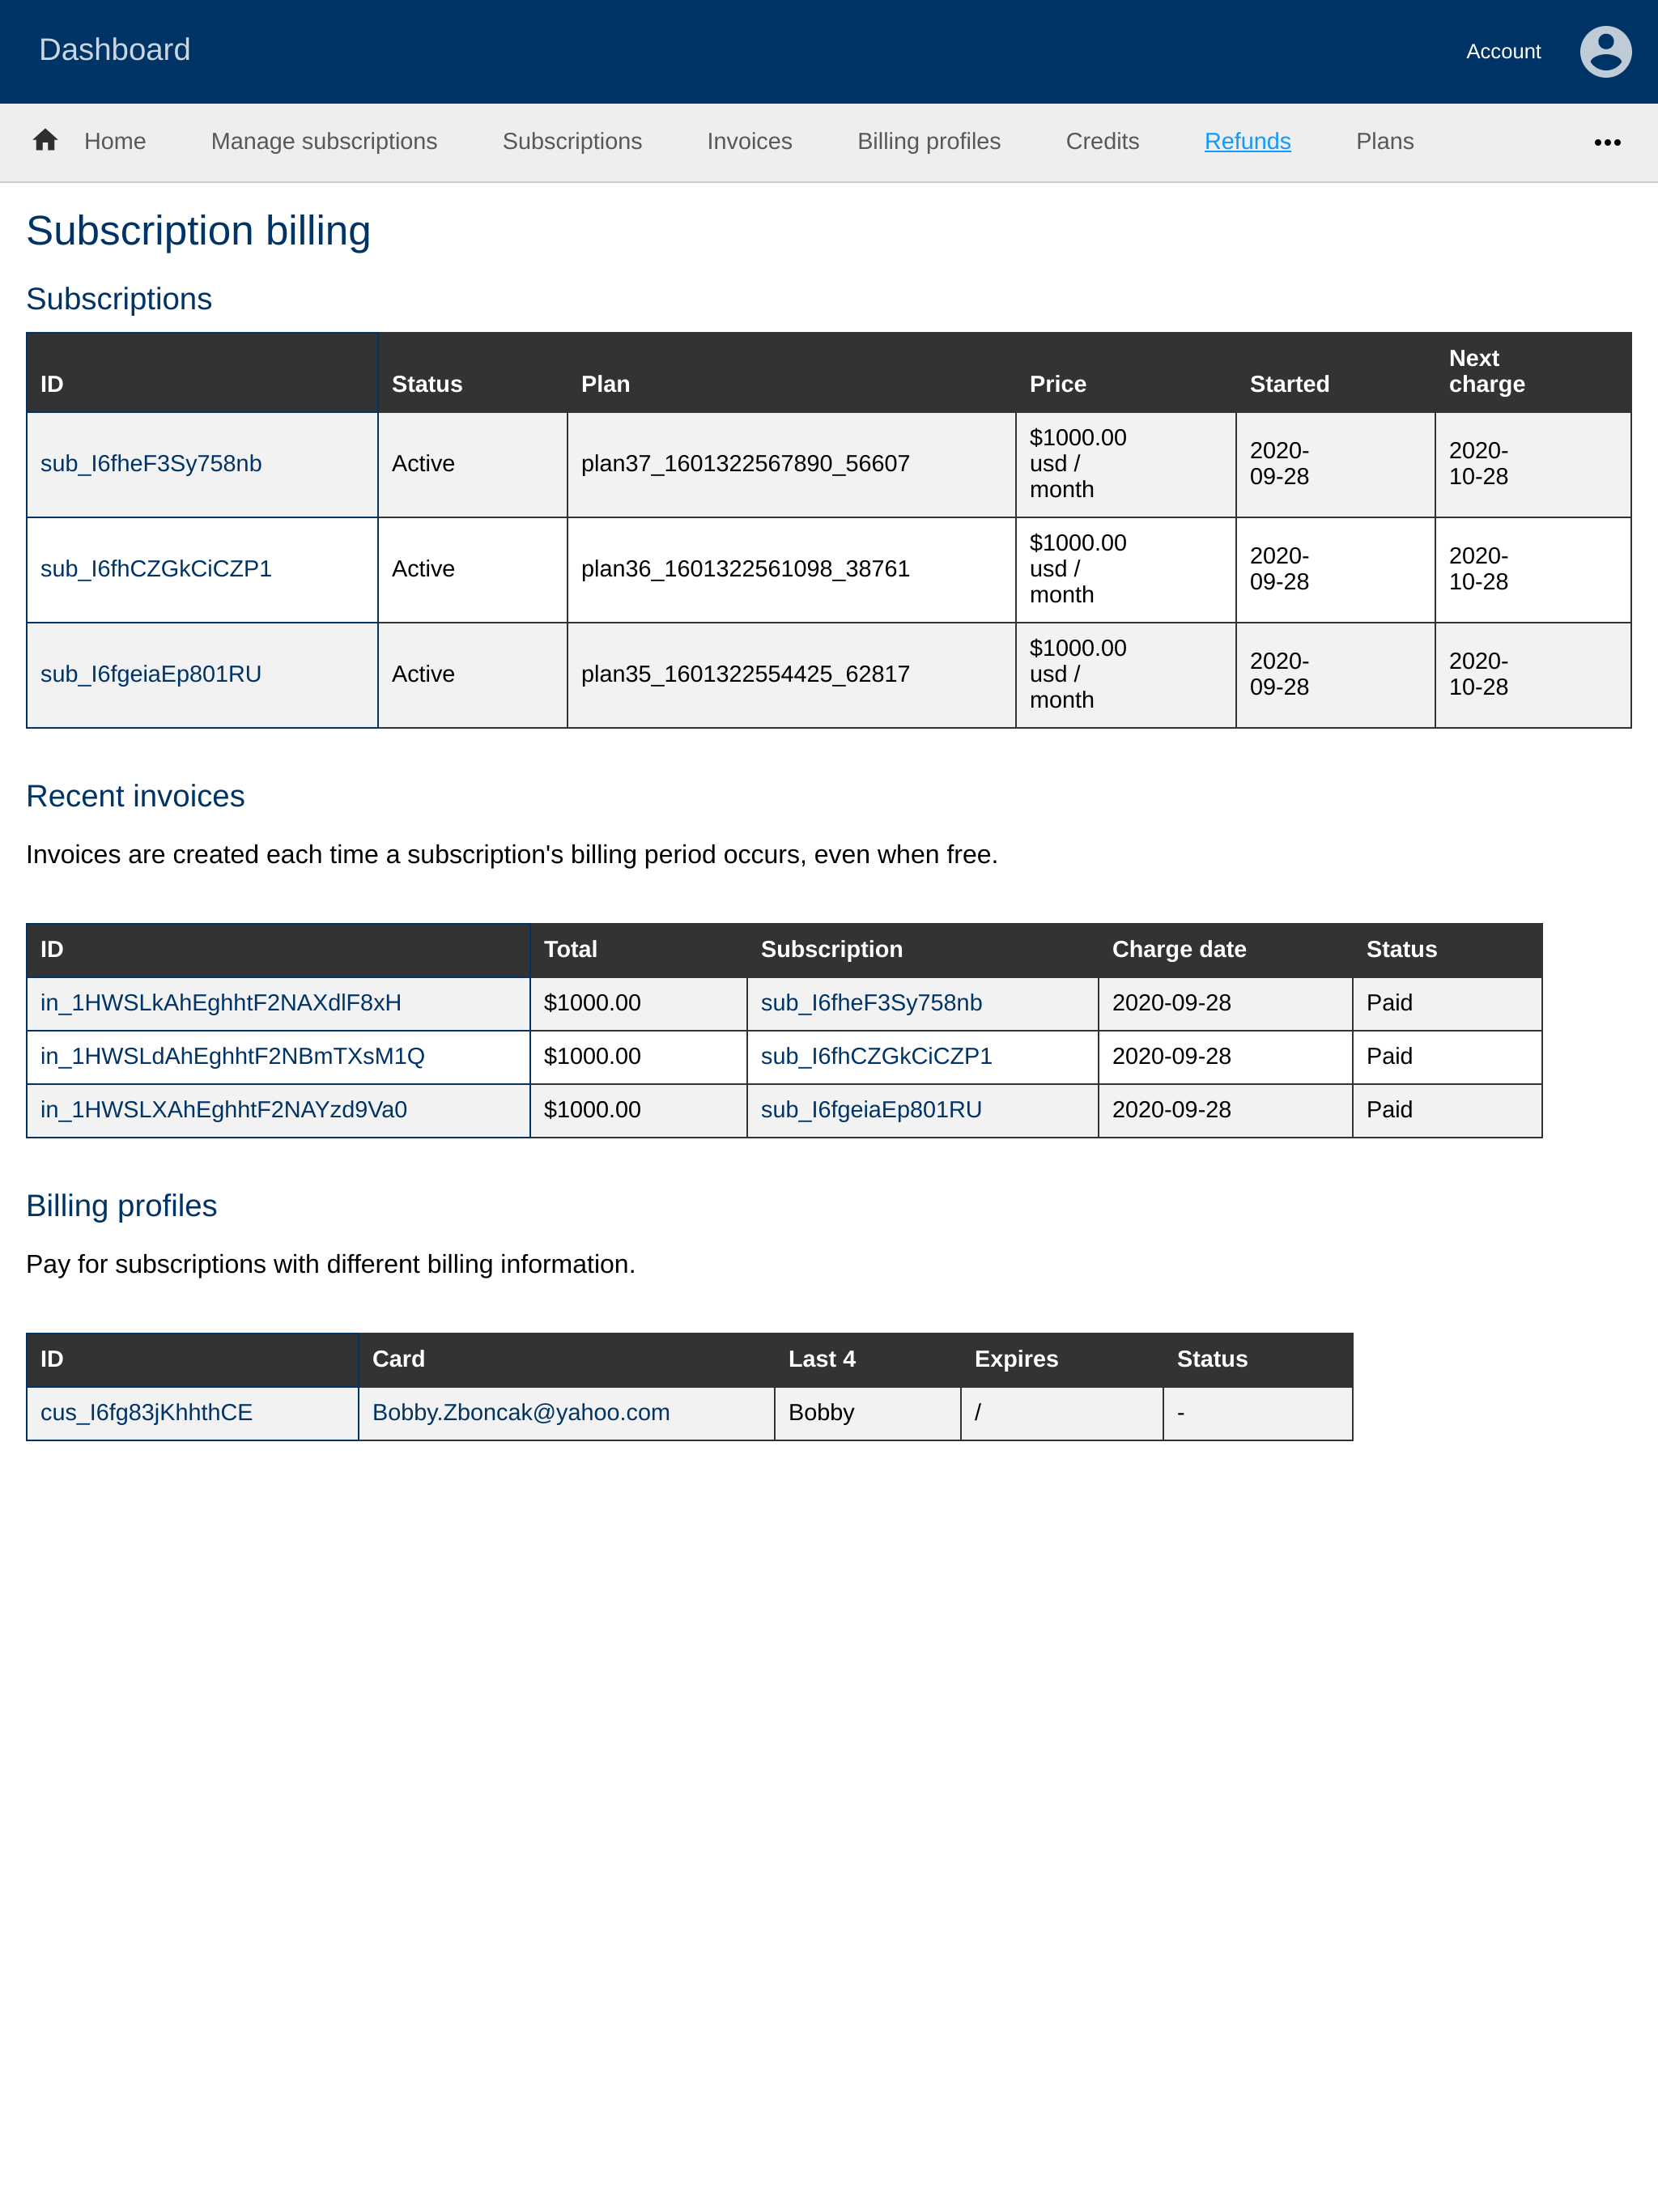 Dashboard
Account
Home Manage subscriptions Subscriptions Invoices Billing profiles Credits Refunds Plans
Subscription billing
Subscriptions
ID Status Plan Price Started Next charge
sub_I6fheF3Sy758nb Active plan37_1601322567890_56607 $1000.00 usd / month 2020-09-28 2020-10-28
sub_I6fhCZGkCiCZP1 Active plan36_1601322561098_38761 $1000.00 usd / month 2020-09-28 2020-10-28
sub_I6fgeiaEp801RU Active plan35_1601322554425_62817 $1000.00 usd / month 2020-09-28 2020-10-28
Recent invoices
Invoices are created each time a subscription's billing period occurs, even when free.
ID Total Subscription Charge date Status
in_1HWSLkAhEghhtF2NAXdlF8xH $1000.00 sub_I6fheF3Sy758nb 2020-09-28 Paid
in_1HWSLdAhEghhtF2NBmTXsM1Q $1000.00 sub_I6fhCZGkCiCZP1 2020-09-28 Paid
in_1HWSLXAhEghhtF2NAYzd9Va0 $1000.00 sub_I6fgeiaEp801RU 2020-09-28 Paid
Billing profiles
Pay for subscriptions with different billing information.
ID Card Last 4 Expires Status
cus_I6fg83jKhhthCE Bobby.Zboncak@yahoo.com Bobby / -